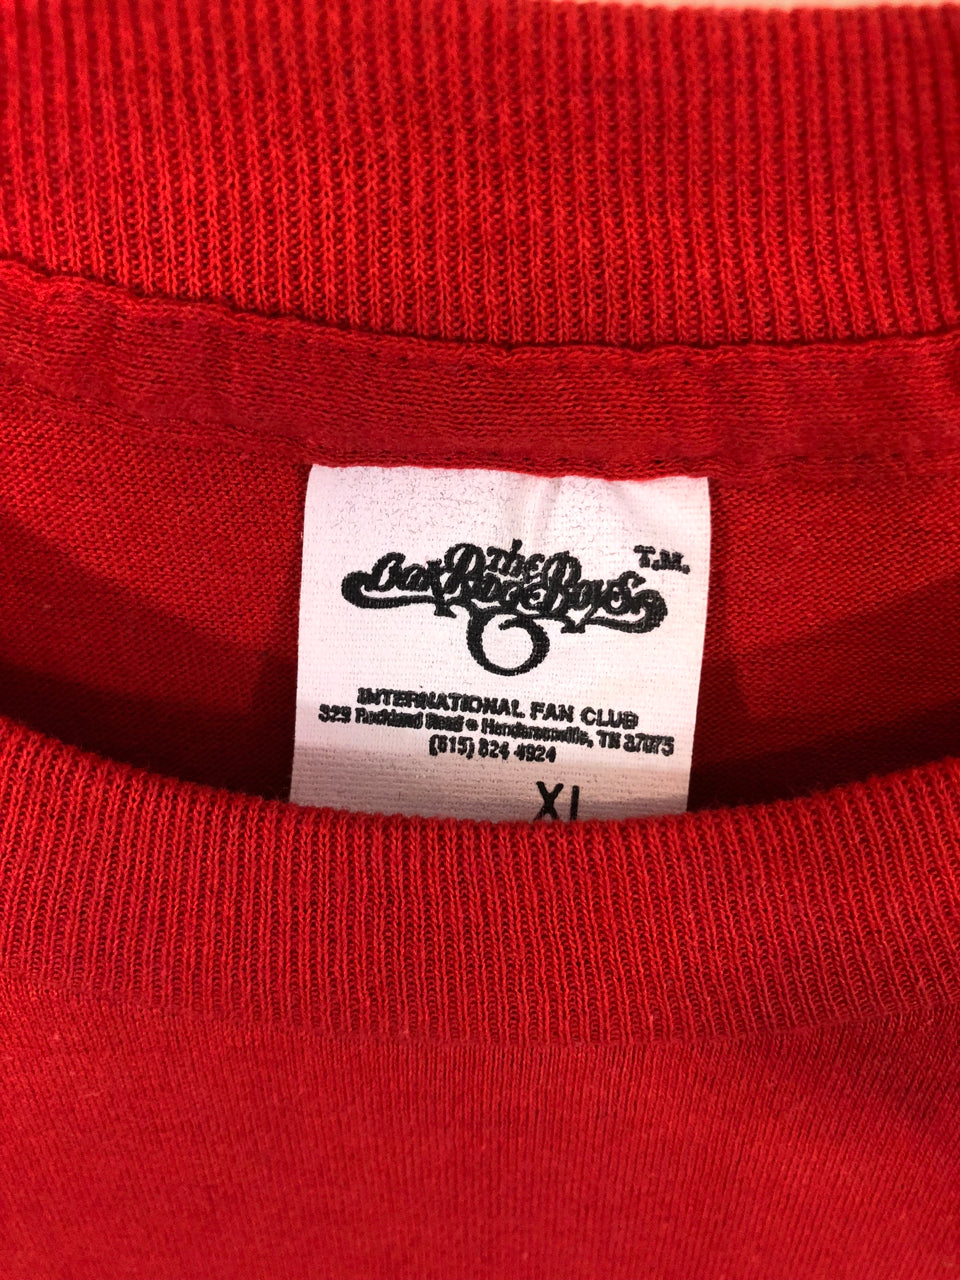 The
Oak Ridge Boys T.M.
INTERNATIONAL FAN CLUB
329 Rockland Road • Hendersonville, TN 37075
(615) 824-4924
XL